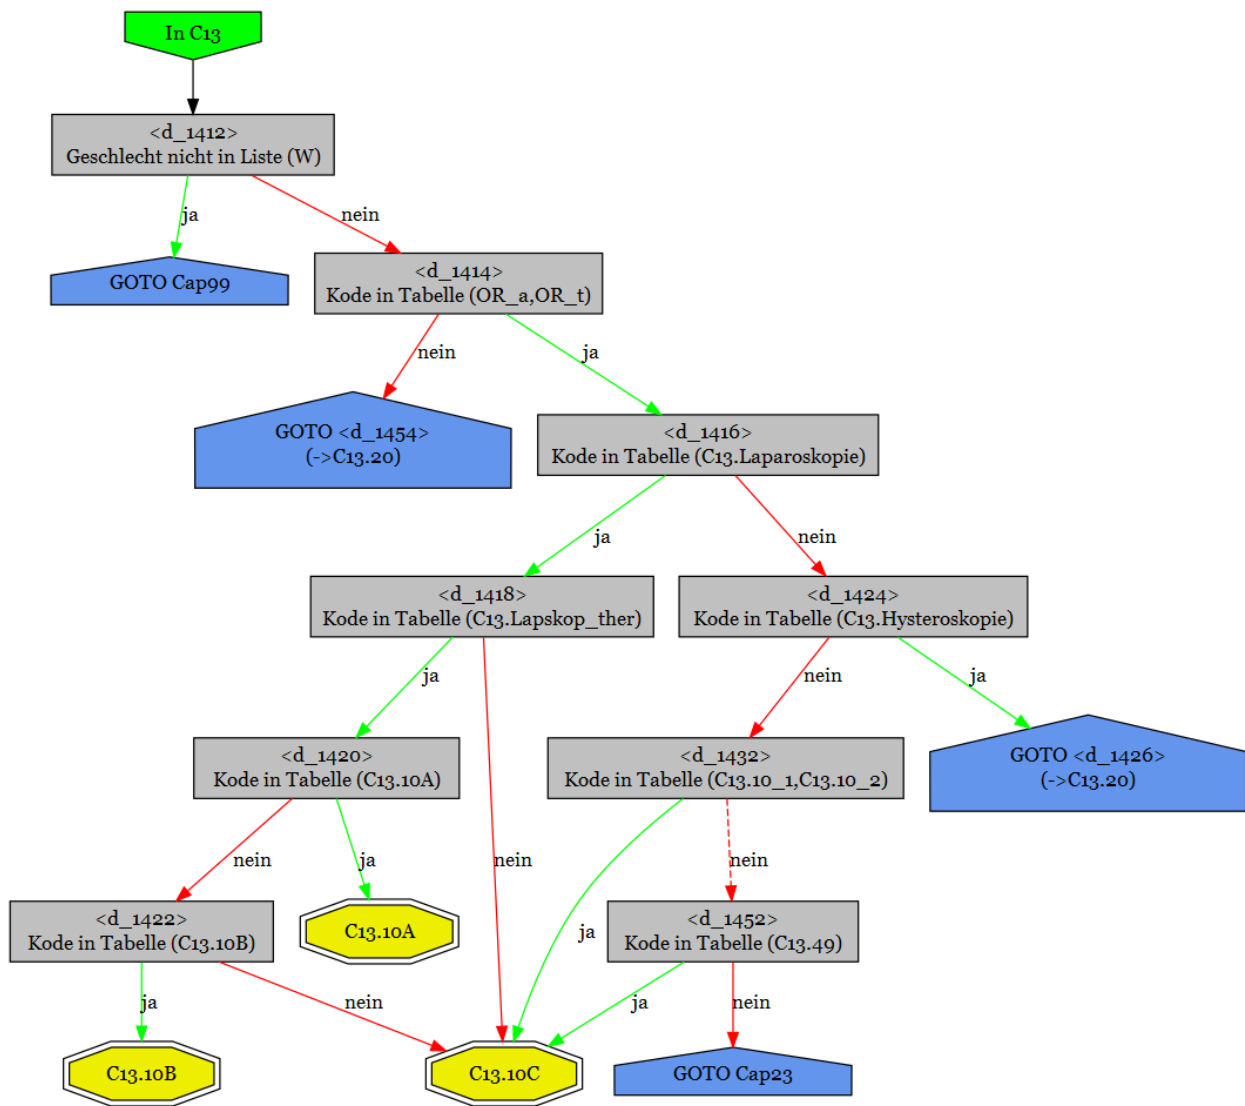 In C13
<d_1412>
Geschlecht nicht in Liste (W)
ja
nein
GOTO Cap99
<d_1414>
Kode in Tabelle (OR_a,OR_t)
nein
ja
GOTO <d_1454>
(->C13.20)
<d_1416>
Kode in Tabelle (C13.Laparoskopie)
ja
nein
<d_1418>
Kode in Tabelle (C13.Lapskop_ther)
<d_1424>
Kode in Tabelle (C13.Hysteroskopie)
ja
nein
ja
<d_1420>
Kode in Tabelle (C13.10A)
<d_1432>
Kode in Tabelle (C13.10_1,C13.10_2)
GOTO <d_1426>
(->C13.20)
nein
ja
nein
nein
<d_1422>
Kode in Tabelle (C13.10B)
C13.10A
ja
<d_1452>
Kode in Tabelle (C13.49)
ja
nein
ja
nein
C13.10B
C13.10C
GOTO Cap23